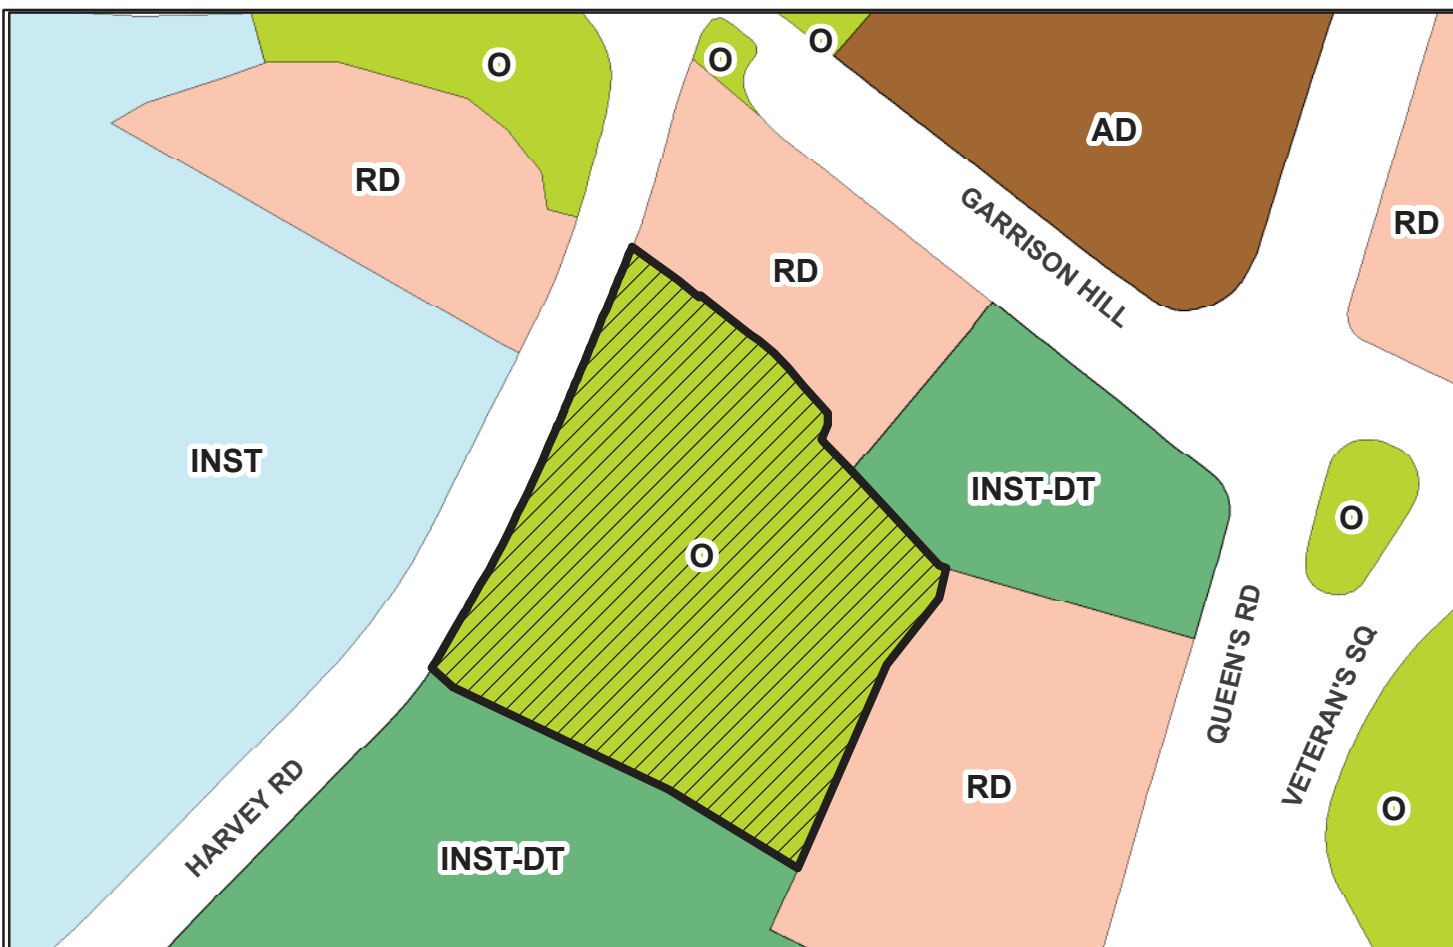 O
O
O
AD
RD
RD
GARRISON HILL
RD
INST
INST-DT
O
O
QUEEN'S RD
VETERAN'S SQ
RD
O
HARVEY RD
INST-DT